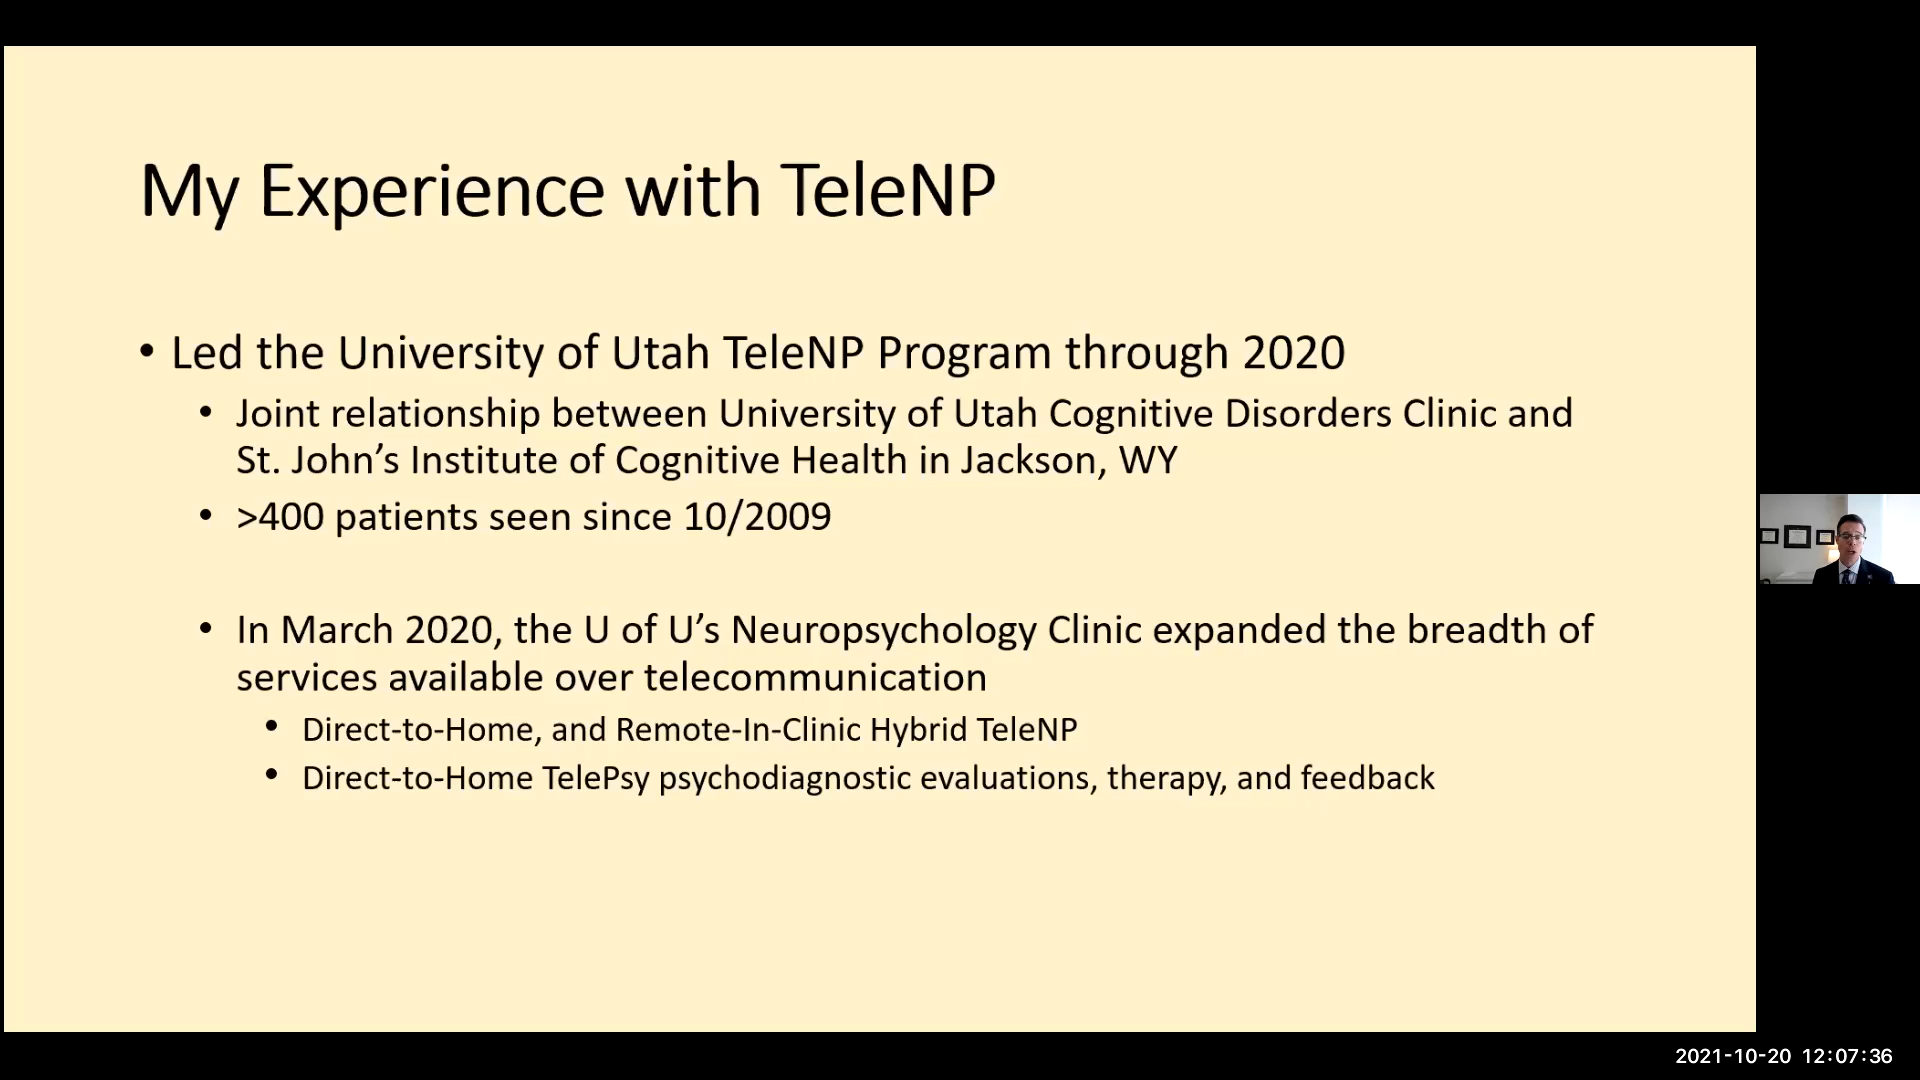 My Experience with TeleNP
• Led the University of Utah TeleNP Program through 2020
• Joint relationship between University of Utah Cognitive Disorders Clinic and
St. John’s Institute of Cognitive Health in Jackson, WY
• >400 patients seen since 10/2009
• In March 2020, the U of U’s Neuropsychology Clinic expanded the breadth of
services available over telecommunication
• Direct-to-Home, and Remote-In-Clinic Hybrid TeleNP
• Direct-to-Home TelePsy psychodiagnostic evaluations, therapy, and feedback
2021-10-20 12:07:36